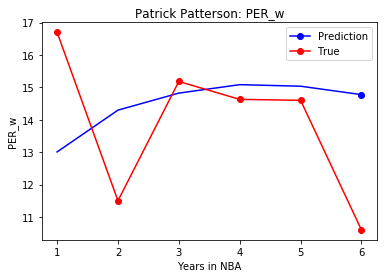 Patrick Patterson: PER_w
17
16
15
14
13
12
11
PER_w
Prediction
True
1 2 3 4 5 6
Years in NBA